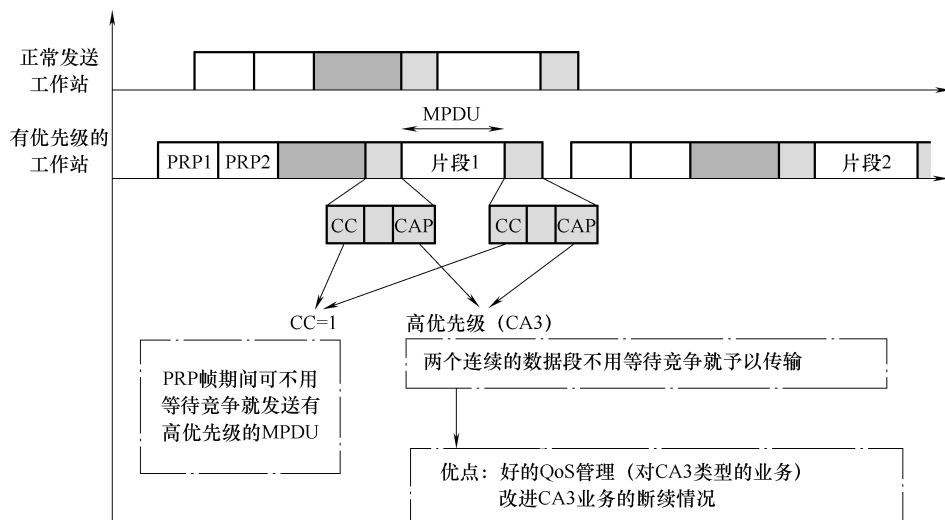 正常发送
工作站
MPDU
有优先级的
工作站
PRP1 PRP2 片段1 片段2
CC CAP CC CAP
CC=1 高优先级（CA3）
两个连续的数据段不用等待竞争就予以传输
PRP帧期间可不用
等待竞争就发送有
高优先级的MPDU
优点：好的QoS管理（对CA3类型的业务）
改进CA3业务的断续情况